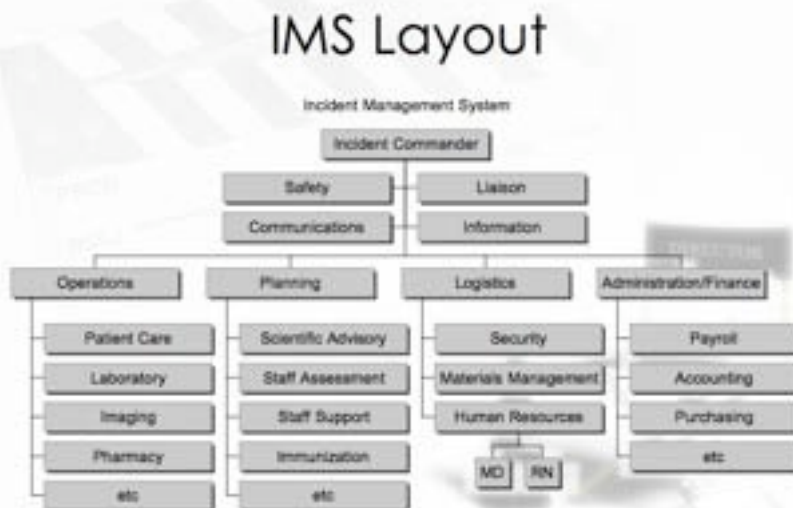 IMS Layout
Incident Management System
Incident Commander
Safety
Liaison
Communications
Information
Operations
Planning
Logistics
Administration/Finance
Patient Care
Scientific Advisory
Security
Payroll
Laboratory
Staff Assessment
Materials Management
Accounting
Imaging
Staff Support
Human Resources
Purchasing
Pharmacy
Immunization
MD
RN
etc
etc
etc